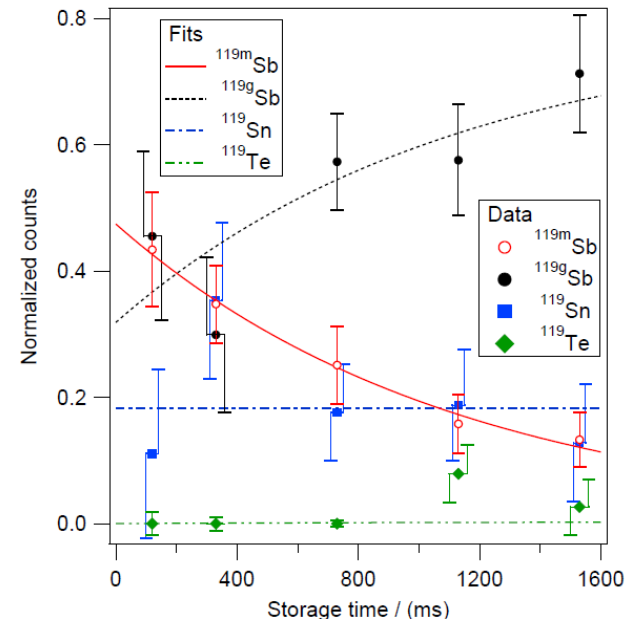 0.8
0.6
0.4
0.2
0.0
Normalized counts
Fits
¹¹⁹ᵐSb
¹¹⁹ᵍSb
¹¹⁹Sn
¹¹⁹Te
Data
¹¹⁹ᵐSb
¹¹⁹ᵍSb
¹¹⁹Sn
¹¹⁹Te
0 400 800 1200 1600
Storage time / (ms)